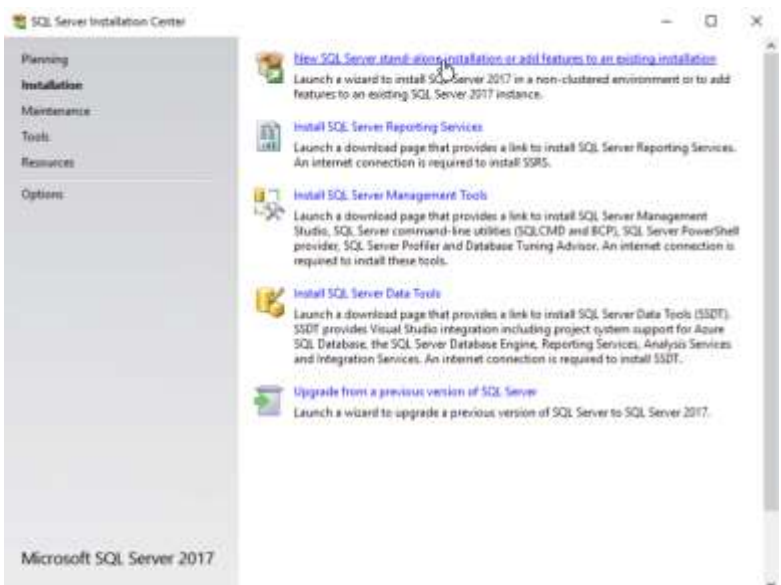 SQL Server Installation Center
Planning
Installation
Maintenance
Tools
Resources
Options
New SQL Server stand-alone installation or add features to an existing installation
Launch a wizard to install SQL Server 2017 in a non-clustered environment or to add
features to an existing SQL Server 2017 instance.
Install SQL Server Reporting Services
Launch a download page that provides a link to install SQL Server Reporting Services.
An internet connection is required to install SSRS.
Install SQL Server Management Tools
Launch a download page that provides a link to install SQL Server Management
Studio, SQL Server command-line utilities (SQLCMD and BCP), SQL Server PowerShell
provider, SQL Server Profiler and Database Tuning Advisor. An internet connection is
required to install these tools.
Install SQL Server Data Tools
Launch a download page that provides a link to install SQL Server Data Tools (SSDT).
SSDT provides Visual Studio integration including project system support for Azure
SQL Database, the SQL Server Database Engine, Reporting Services, Analysis Services
and Integration Services. An internet connection is required to install SSDT.
Upgrade from a previous version of SQL Server
Launch a wizard to upgrade a previous version of SQL Server to SQL Server 2017.
Microsoft SQL Server 2017